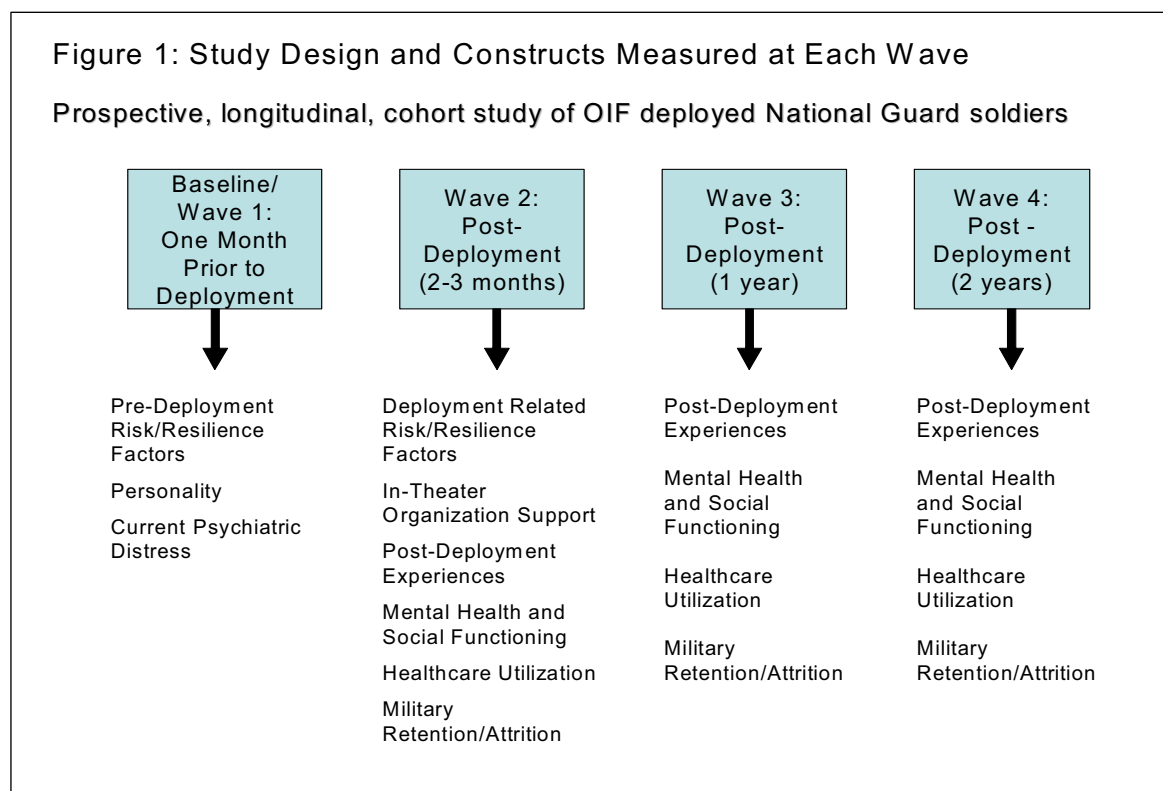 Figure 1: Study Design and Constructs Measured at Each Wave
Prospective, longitudinal, cohort study of OIF deployed National Guard soldiers
Baseline/
Wave 1:
One Month
Prior to
Deployment
Wave 2:
Post-
Deployment
(2-3 months)
Wave 3:
Post-
Deployment
(1 year)
Wave 4:
Post -
Deployment
(2 years)
Pre-Deployment
Risk/Resilience
Factors
Personality
Current Psychiatric
Distress
Deployment Related
Risk/Resilience
Factors
In-Theater
Organization Support
Post-Deployment
Experiences
Mental Health and
Social Functioning
Healthcare Utilization
Military
Retention/Attrition
Post-Deployment
Experiences
Mental Health
and Social
Functioning
Healthcare
Utilization
Military
Retention/Attrition
Post-Deployment
Experiences
Mental Health
and Social
Functioning
Healthcare
Utilization
Military
Retention/Attrition